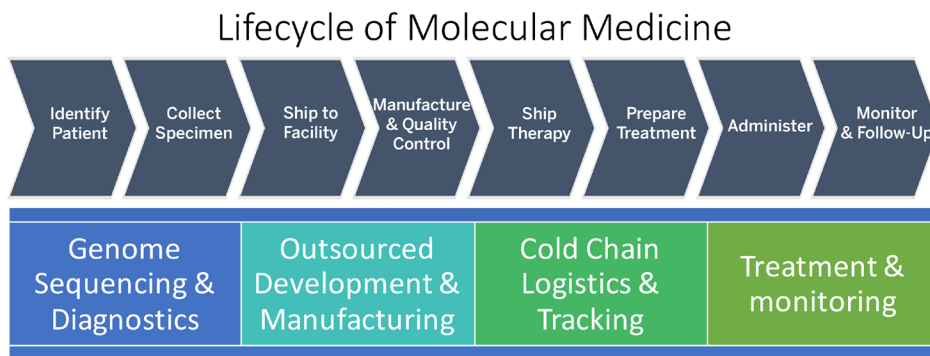 Lifecycle of Molecular Medicine
Identify
Patient
Collect
Specimen
Ship to
Facility
Manufacture
& Quality
Control
Ship
Therapy
Prepare
Treatment
Administer
Monitor
& Follow-Up
Genome
Sequencing &
Diagnostics
Outsourced
Development &
Manufacturing
Cold Chain
Logistics &
Tracking
Treatment &
monitoring